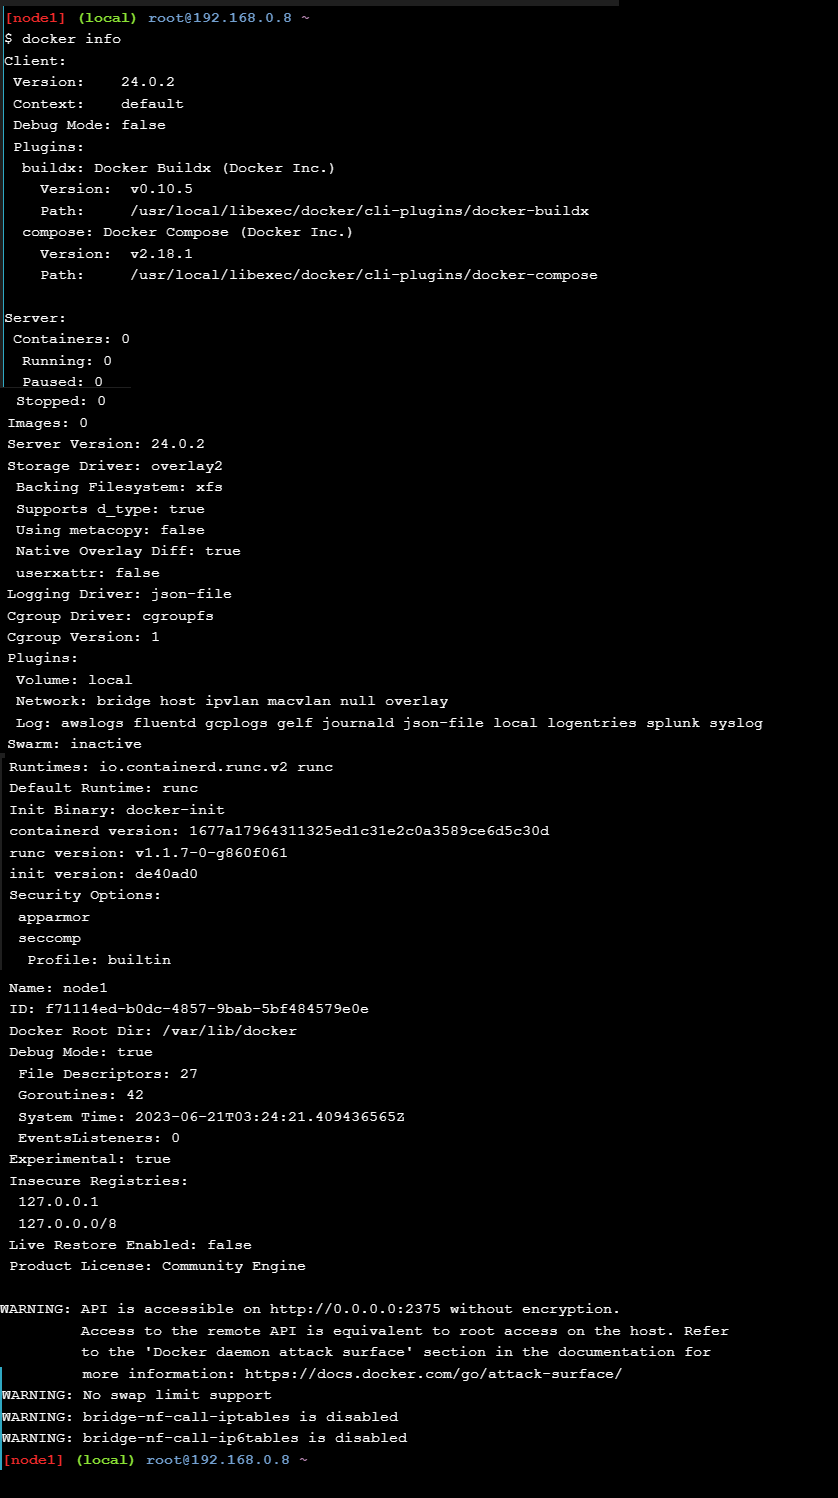 [node1] (local) root@192.168.0.8 ~
$ docker info
Client:
 Version:    24.0.2
 Context:    default
 Debug Mode: false
 Plugins:
  buildx: Docker Buildx (Docker Inc.)
    Version:  v0.10.5
    Path:     /usr/local/libexec/docker/cli-plugins/docker-buildx
  compose: Docker Compose (Docker Inc.)
    Version:  v2.18.1
    Path:     /usr/local/libexec/docker/cli-plugins/docker-compose

Server:
 Containers: 0
  Running: 0
  Paused: 0
  Stopped: 0
 Images: 0
 Server Version: 24.0.2
 Storage Driver: overlay2
  Backing Filesystem: xfs
  Supports d_type: true
  Using metacopy: false
  Native Overlay Diff: true
  userxattr: false
 Logging Driver: json-file
 Cgroup Driver: cgroupfs
 Cgroup Version: 1
 Plugins:
  Volume: local
  Network: bridge host ipvlan macvlan null overlay
  Log: awslogs fluentd gcplogs gelf journald json-file local logentries splunk syslog
 Swarm: inactive
 Runtimes: io.containerd.runc.v2 runc
 Default Runtime: runc
 Init Binary: docker-init
 containerd version: 1677a17964311325ed1c31e2c0a3589ce6d5c30d
 runc version: v1.1.7-0-g860f061
 init version: de40ad0
 Security Options:
  apparmor
  seccomp
   Profile: builtin
 Name: node1
 ID: f71114ed-b0dc-4857-9bab-5bf484579e0e
 Docker Root Dir: /var/lib/docker
 Debug Mode: true
  File Descriptors: 27
  Goroutines: 42
  System Time: 2023-06-21T03:24:21.409436565Z
  EventsListeners: 0
 Experimental: true
 Insecure Registries:
  127.0.0.1
  127.0.0.0/8
 Live Restore Enabled: false
 Product License: Community Engine

WARNING: API is accessible on http://0.0.0.0:2375 without encryption.
         Access to the remote API is equivalent to root access on the host. Refer
         to the 'Docker daemon attack surface' section in the documentation for
         more information: https://docs.docker.com/go/attack-surface/
WARNING: No swap limit support
WARNING: bridge-nf-call-iptables is disabled
WARNING: bridge-nf-call-ip6tables is disabled
[node1] (local) root@192.168.0.8 ~